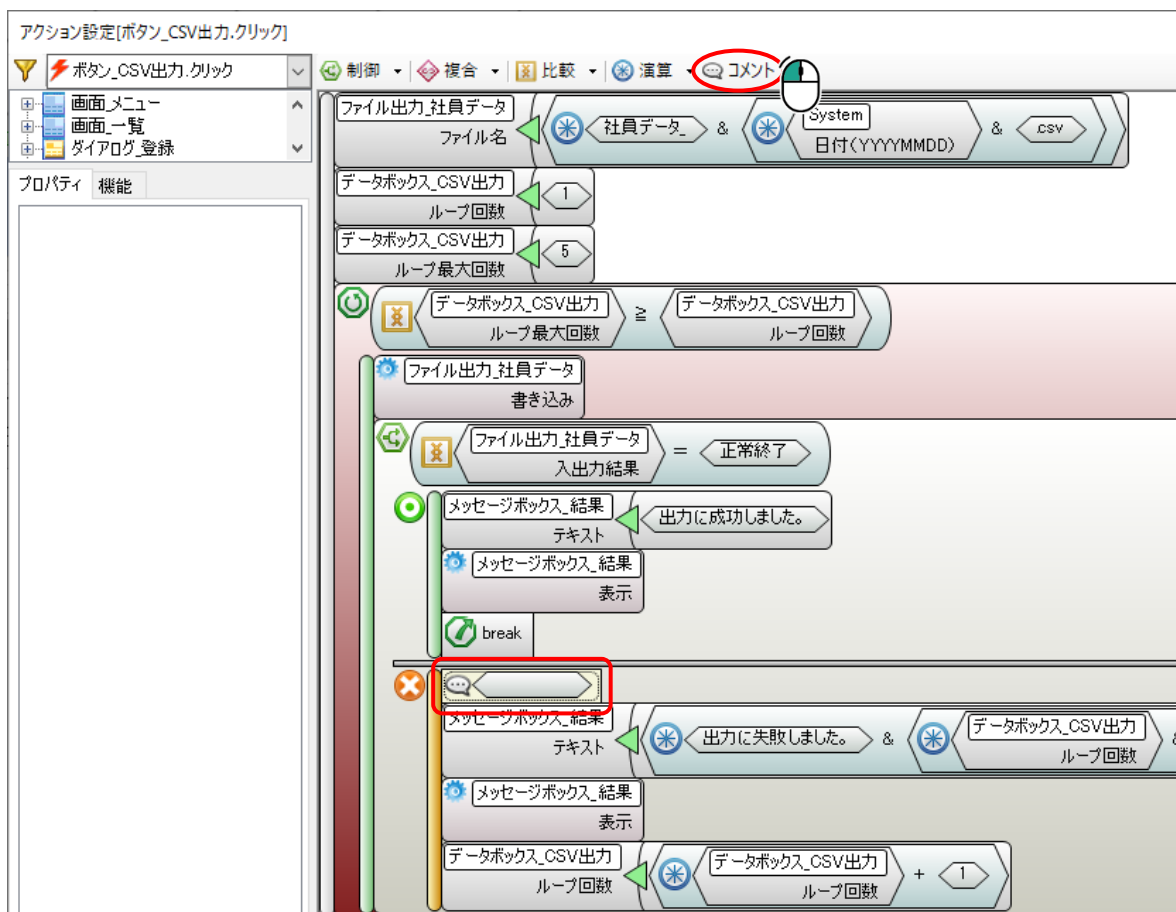 アクション設定[ボタン_CSV出力.クリック]
ボタン_CSV出力.クリック
制御 複合 比較 演算 コメント
画面_メニュー
画面_一覧
ダイアログ_登録
プロパティ 機能
ファイル出力_社員データ
ファイル名
社員データ_ & System
日付(YYYYMMDD) & .csv
データボックス_CSV出力
ループ回数
1
データボックス_CSV出力
ループ最大回数
5
データボックス_CSV出力
ループ最大回数
≧
データボックス_CSV出力
ループ回数
ファイル出力_社員データ
書き込み
ファイル出力_社員データ
入出力結果
= 正常終了
メッセージボックス_結果
テキスト
出力に成功しました。
メッセージボックス_結果
表示
break
メッセージボックス_結果
テキスト
出力に失敗しました。 &
データボックス_CSV出力
ループ回数
&
メッセージボックス_結果
表示
データボックス_CSV出力
ループ回数
データボックス_CSV出力
ループ回数
+ 1